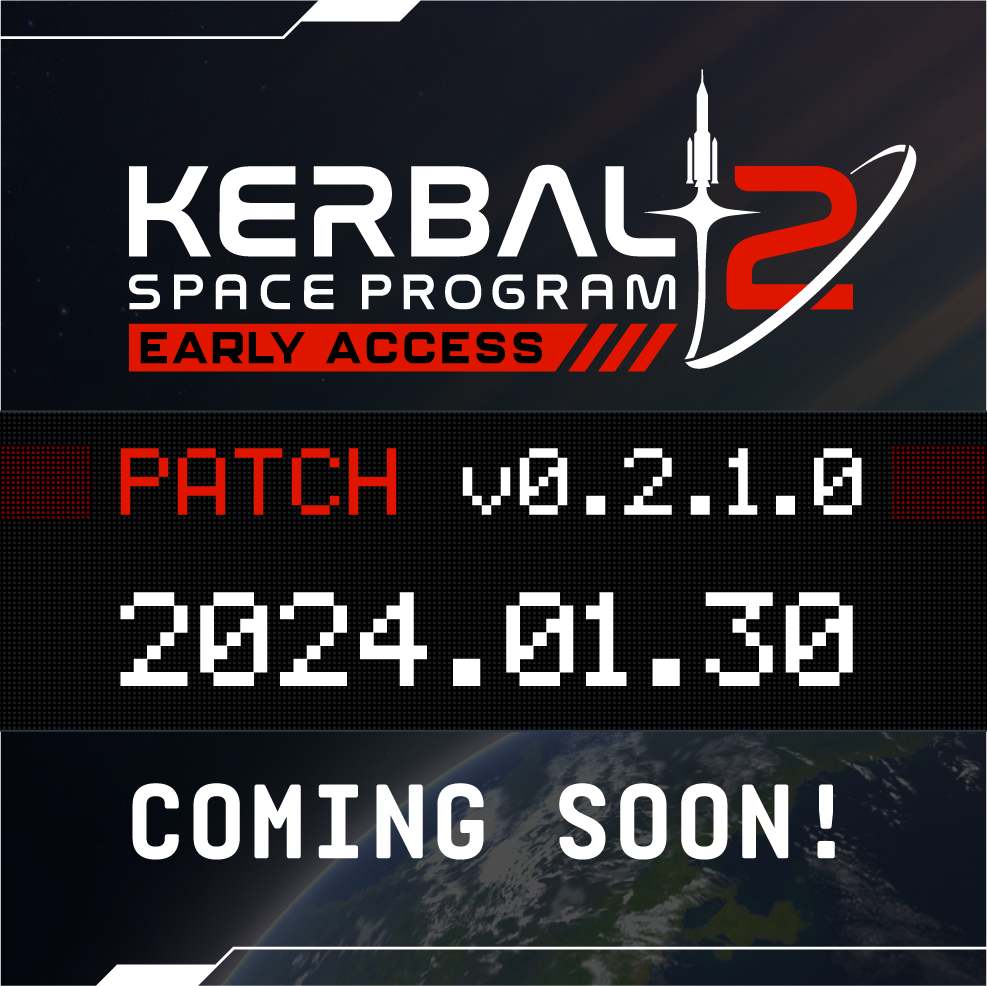 KERBAL 2
SPACE PROGRAM
EARLY ACCESS
PATCH v0.2.1.0
2024.01.30
COMING SOON!